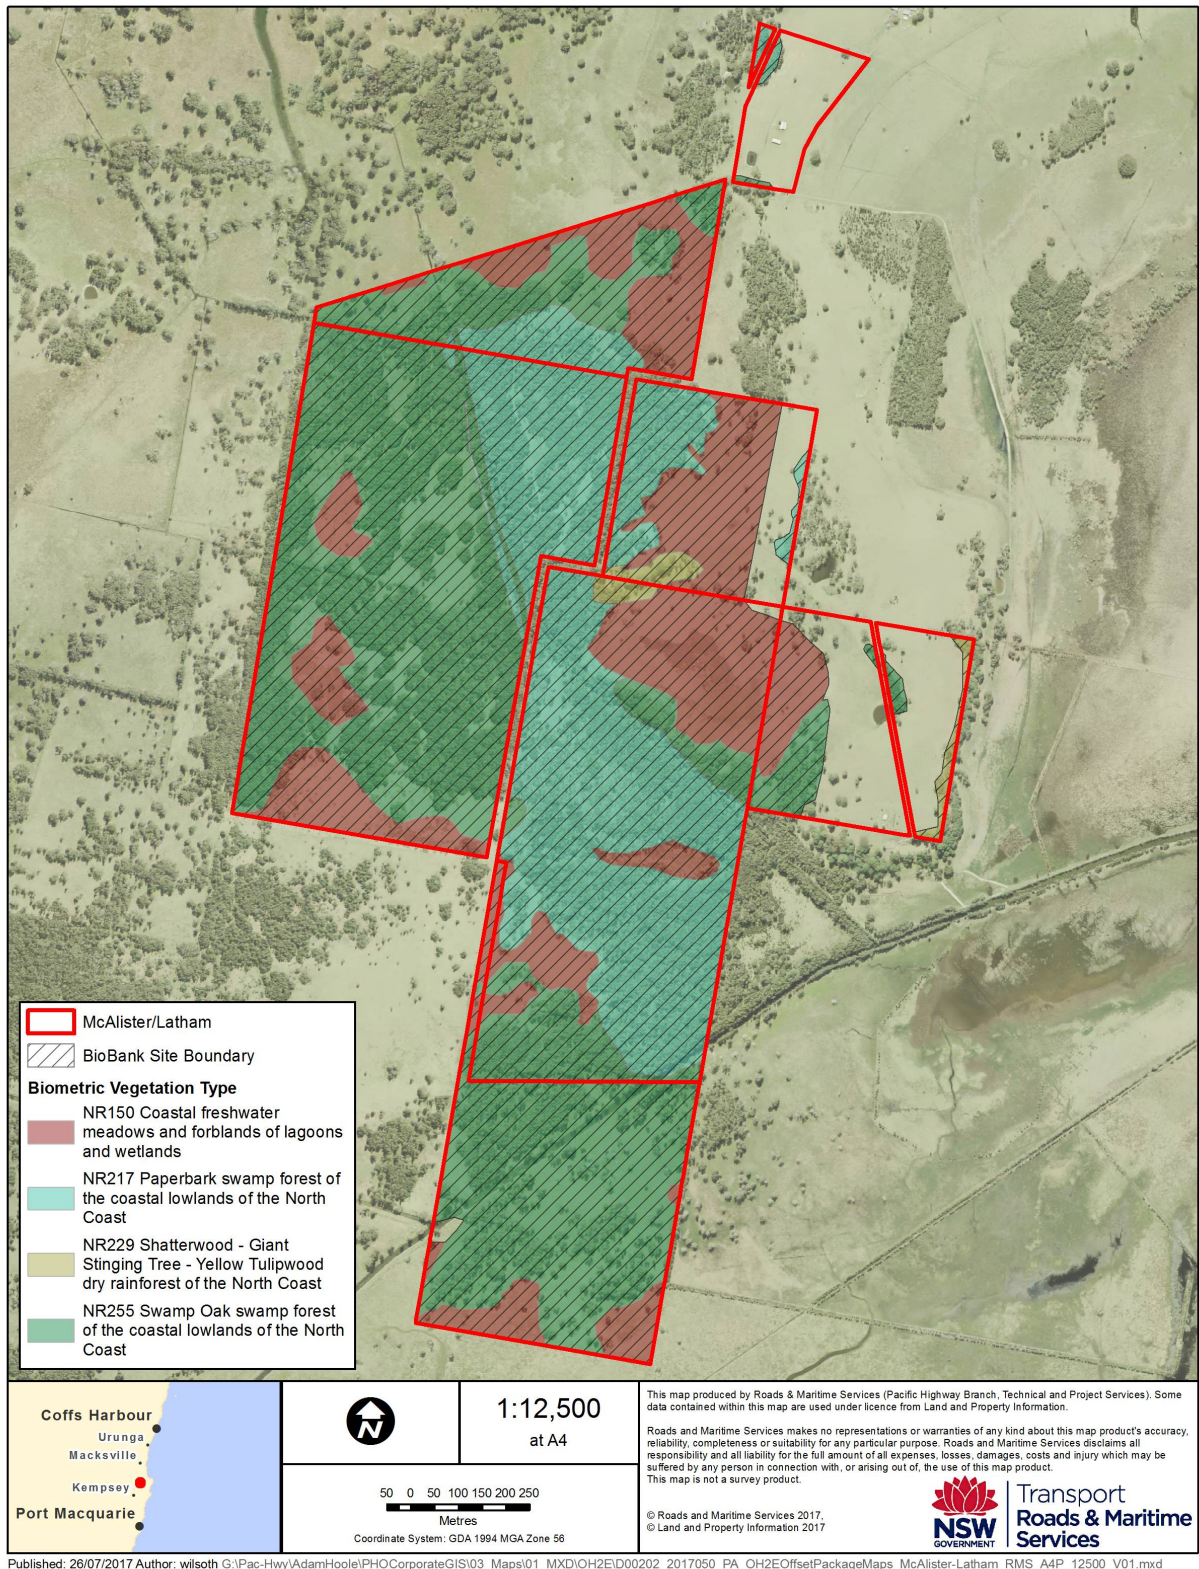 McAlister/Latham
BioBank Site Boundary
Biometric Vegetation Type
NR150 Coastal freshwater
meadows and forblands of lagoons
and wetlands
NR217 Paperbark swamp forest of
the coastal lowlands of the North
Coast
NR229 Shatterwood - Giant
Stinging Tree - Yellow Tulipwood
dry rainforest of the North Coast
NR255 Swamp Oak swamp forest
of the coastal lowlands of the North
Coast
Coffs Harbour
Urunga
Macksville
Kempsey
Port Macquarie
N
1:12,500
at A4
50 0 50 100 150 200 250
Metres
Coordinate System: GDA 1994 MGA Zone 56
This map produced by Roads & Maritime Services (Pacific Highway Branch, Technical and Project Services). Some
data contained within this map are used under licence from Land and Property Information.
Roads and Maritime Services makes no representations or warranties of any kind about this map product's accuracy,
reliability, completeness or suitability for any particular purpose. Roads and Maritime Services disclaims all
responsibility and all liability for the full amount of all expenses, losses, damages, costs and injury which may be
suffered by any person in connection with, or arising out of, the use of this map product.
This map is not a survey product.
© Roads and Maritime Services 2017,
© Land and Property Information 2017
NSW
GOVERNMENT
Transport
Roads & Maritime
Services
Published: 26/07/2017 Author: wilsoth G:\Pac-Hwy\AdamHoole\PHOCorporateGIS\03_Maps\01_MXD\OH2E\D00202_2017050_PA_OH2EOffsetPackageMaps_McAlister-Latham_RMS_A4P_12500_V01.mxd